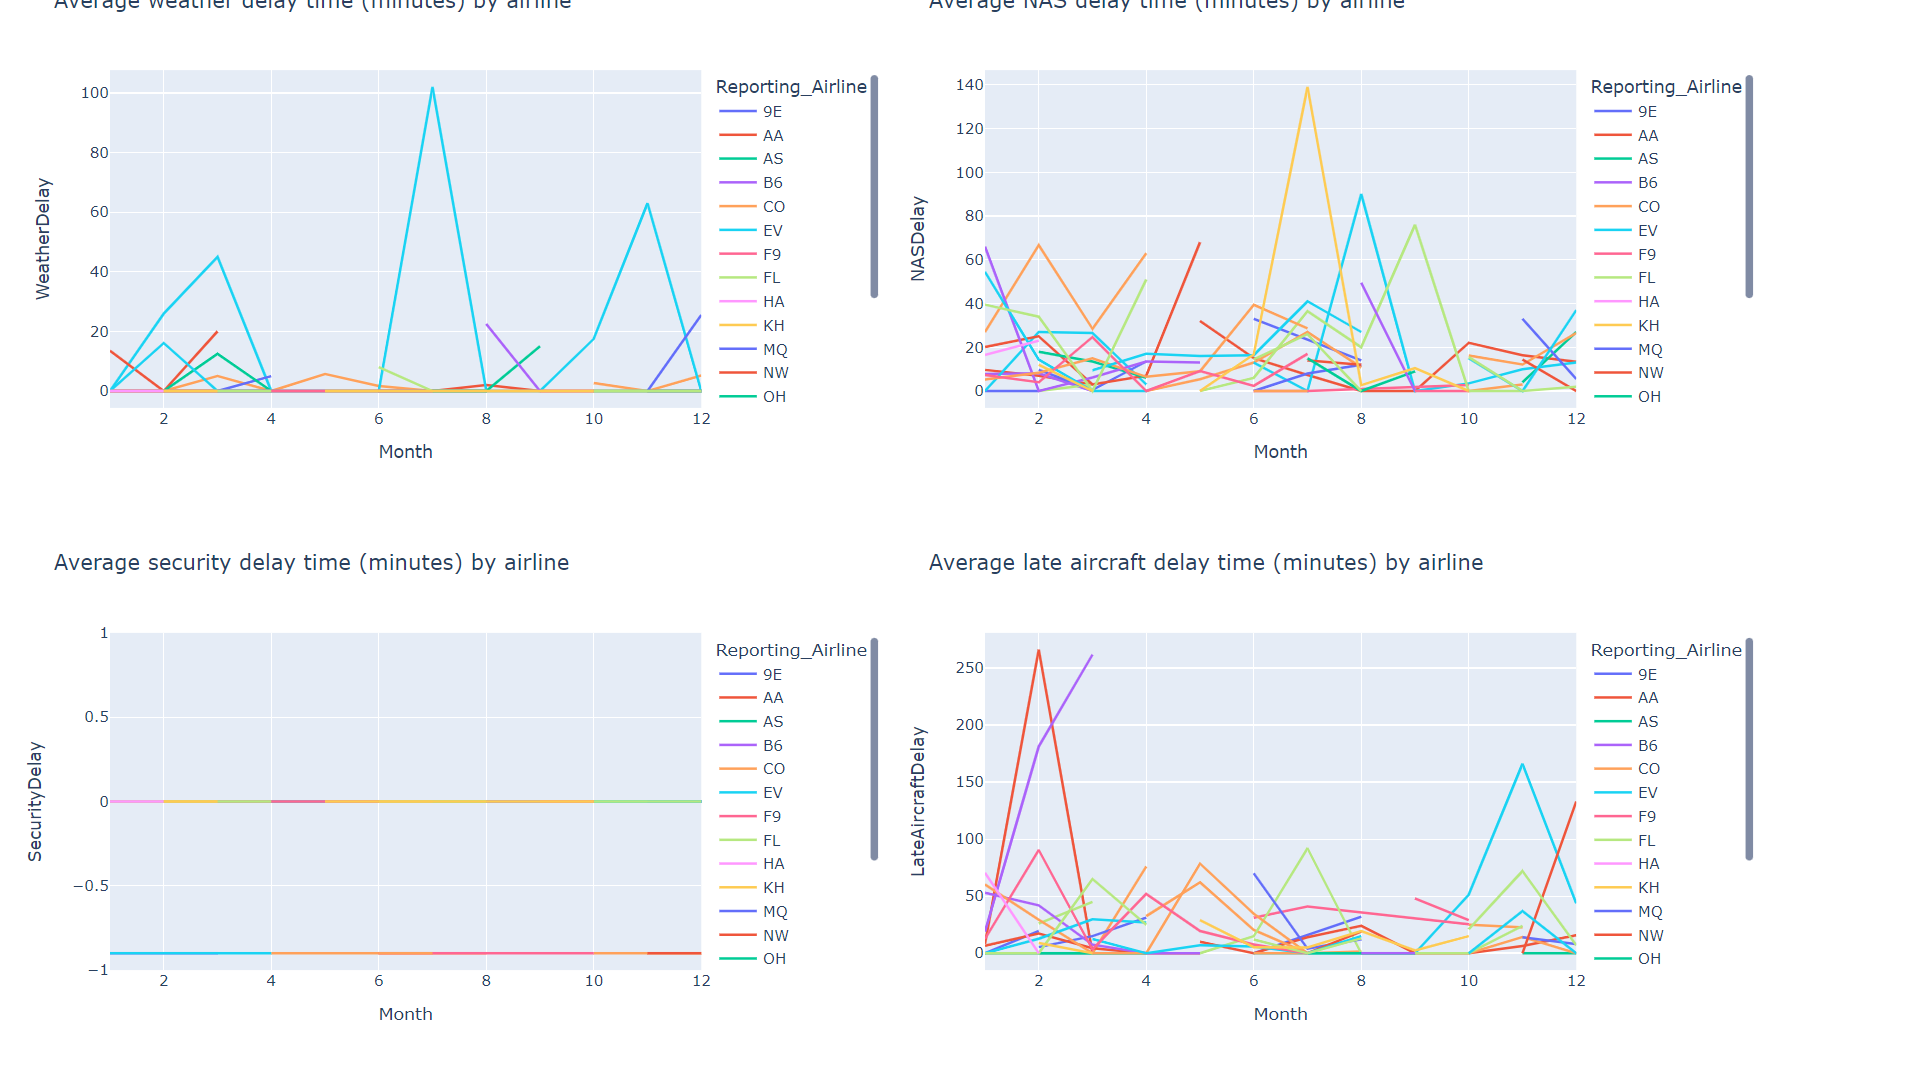 Average weather delay time (minutes) by airline
100
80
60
40
20
0
WeatherDelay
2 4 6 8 10 12
Month
Reporting_Airline
9E
AA
AS
B6
CO
EV
F9
FL
HA
KH
MQ
NW
OH
Average NAS delay time (minutes) by airline
140
120
100
80
60
40
20
0
NASDelay
2 4 6 8 10 12
Month
Reporting_Airline
9E
AA
AS
B6
CO
EV
F9
FL
HA
KH
MQ
NW
OH
Average security delay time (minutes) by airline
1
0.5
0
−0.5
−1
SecurityDelay
2 4 6 8 10 12
Month
Reporting_Airline
9E
AA
AS
B6
CO
EV
F9
FL
HA
KH
MQ
NW
OH
Average late aircraft delay time (minutes) by airline
250
200
150
100
50
0
LateAircraftDelay
2 4 6 8 10 12
Month
Reporting_Airline
9E
AA
AS
B6
CO
EV
F9
FL
HA
KH
MQ
NW
OH